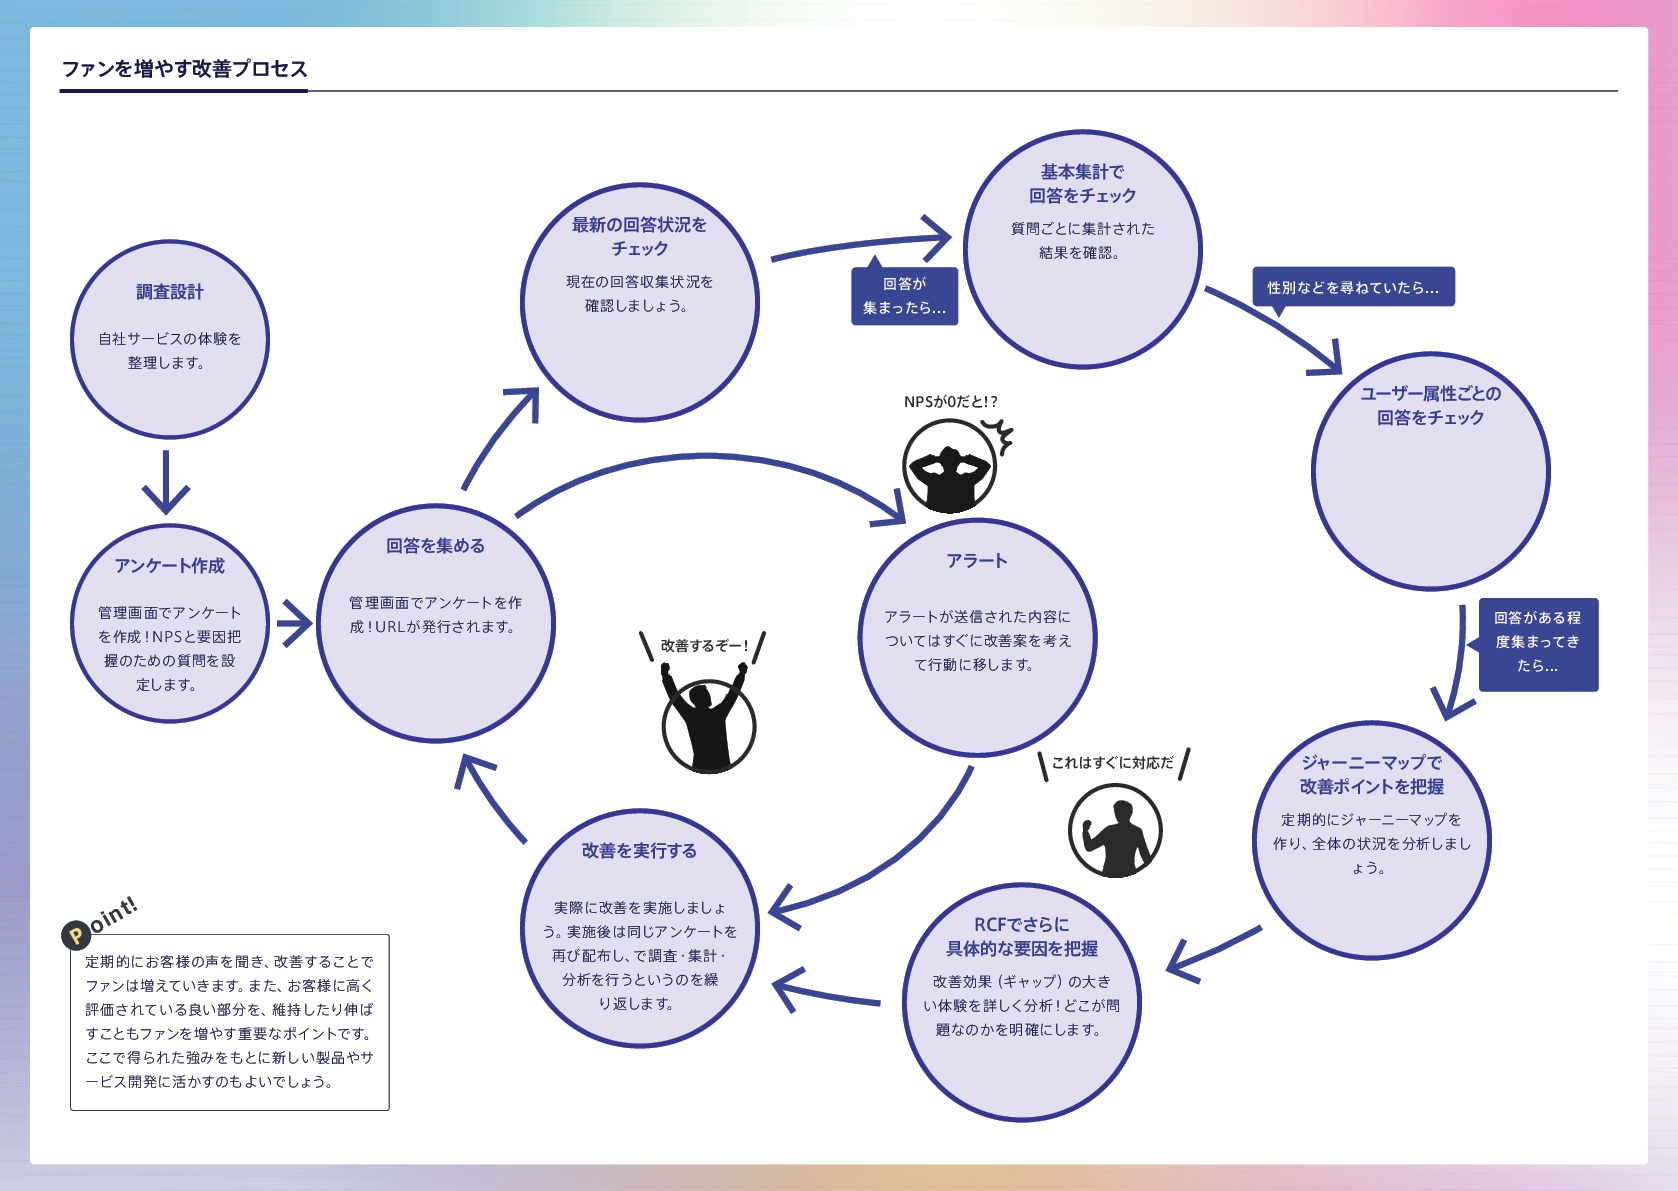 ファンを増やす改善プロセス
調査設計
自社サービスの体験を
整理します。
アンケート作成
管理画面でアンケート
を作成！NPSと要因把
握のための質問を設
定します。
回答を集める
管理画面でアンケートを作
成！URLが発行されます。
最新の回答状況を
チェック
現在の回答収集状況を
確認しましょう。
回答が
集まったら...
基本集計で
回答をチェック
質問ごとに集計された
結果を確認。
性別などを尋ねていたら...
ユーザー属性ごとの
回答をチェック
回答がある程
度集まってき
たら...
ジャーニーマップで
改善ポイントを把握
定期的にジャーニーマップを
作り、全体の状況を分析しまし
ょう。
NPSが0だと!?
アラート
アラートが送信された内容に
ついてはすぐに改善案を考え
て行動に移します。
これはすぐに対応だ
RCFでさらに
具体的な要因を把握
改善効果（ギャップ）の大き
い体験を詳しく分析！どこが問
題なのかを明確にします。
改善するぞー！
改善を実行する
実際に改善を実施しましょ
う。実施後は同じアンケートを
再び配布し、で調査・集計・
分析を行うというのを繰
り返します。
Point!
定期的にお客様の声を聞き、改善することで
ファンは増えていきます。また、お客様に高く
評価されている良い部分を、維持したり伸ば
すこともファンを増やす重要なポイントです。
ここで得られた強みをもとに新しい製品やサ
ービス開発に活かすのもよいでしょう。